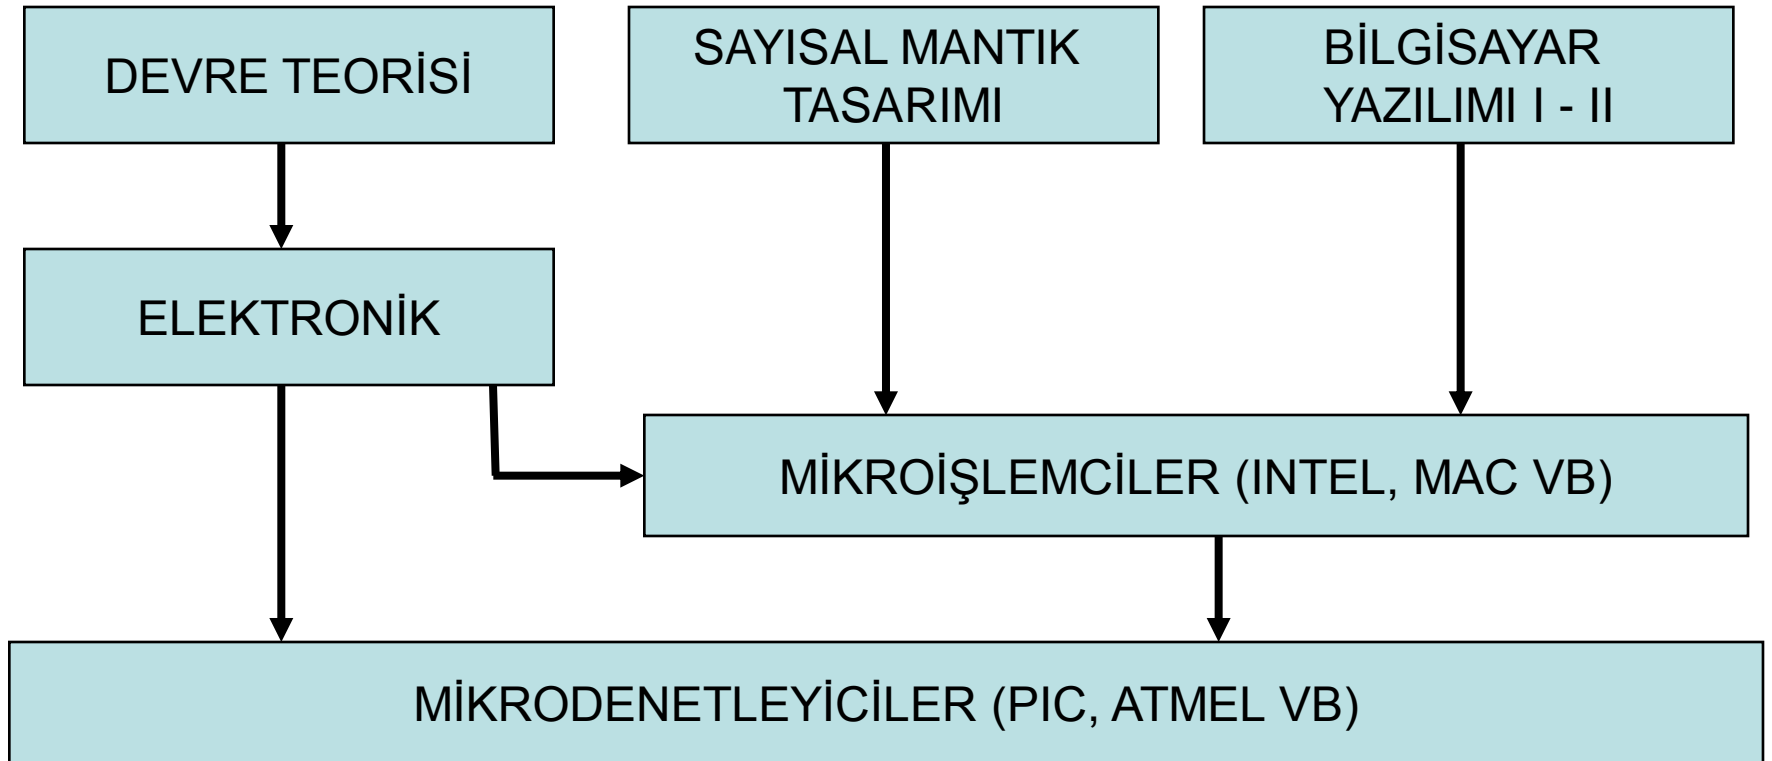 DEVRE TEORİSİ
SAYISAL MANTIK
TASARIMI
BİLGİSAYAR
YAZILIMI I - II
ELEKTRONİK
MİKROİŞLEMCİLER (INTEL, MAC VB)
MİKRODENETLEYİCİLER (PIC, ATMEL VB)